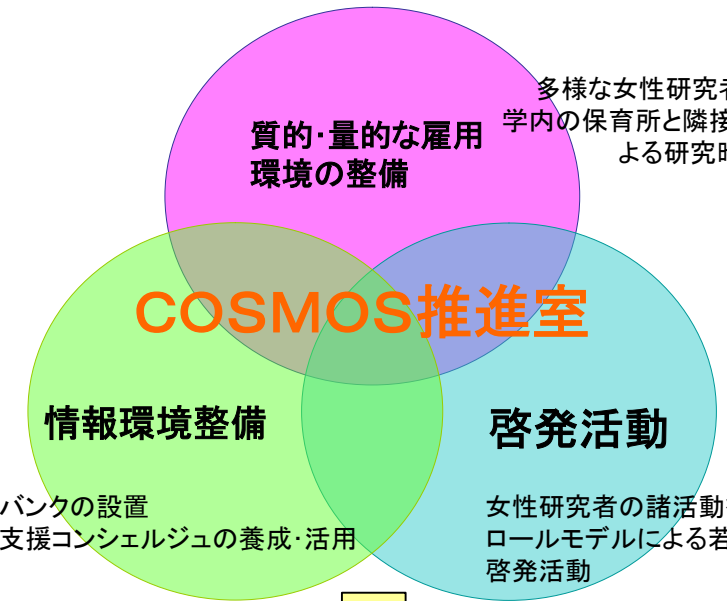 多様な女性研究者
学内の保育所と隣接
よる研究時
質的・量的な雇用
環境の整備
COSMOS推進室
情報環境整備
啓発活動
バンクの設置
支援コンシェルジュの養成・活用
女性研究者の諸活動
ロールモデルによる若
啓発活動